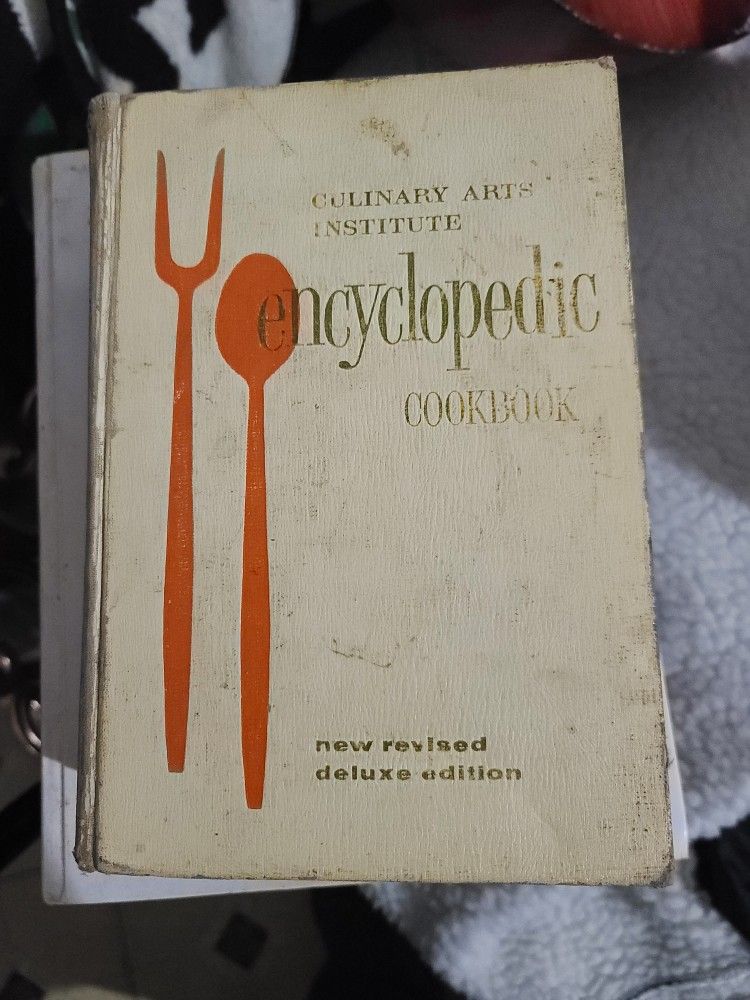 CULINARY ARTS
INSTITUTE
encyclopedic
COOKBOOK
new revised
deluxe edition